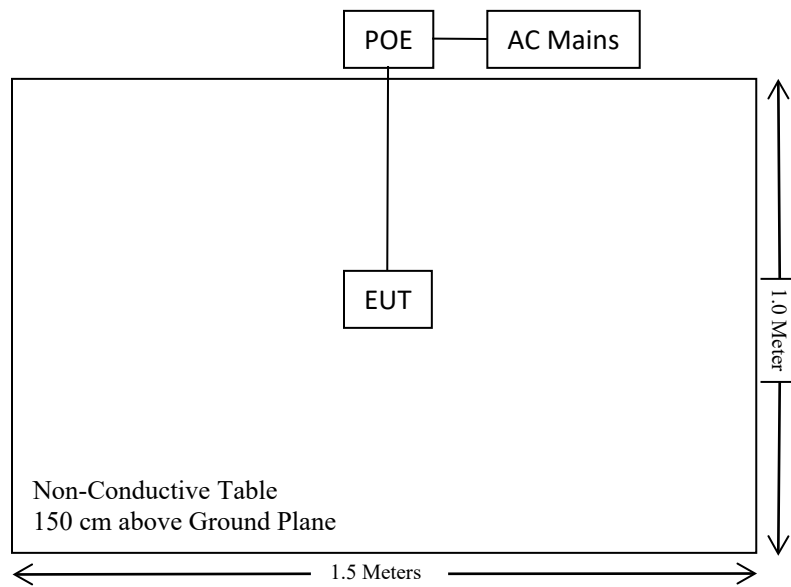 POE
AC Mains
EUT
1.0 Meter
Non-Conductive Table
150 cm above Ground Plane
1.5 Meters